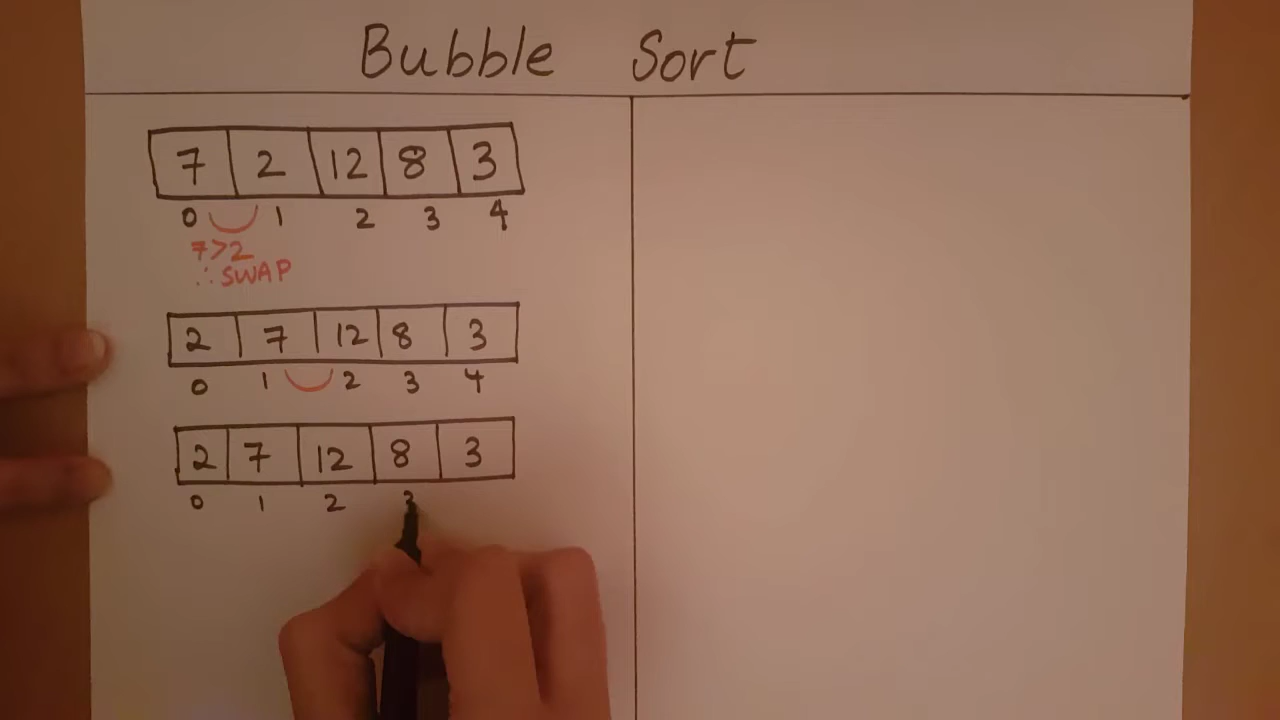 Bubble Sort
7 2 12 8 3
0 1 2 3 4
7>2
∴ SWAP
2 7 12 8 3
0 1 2 3 4
2 7 12 8 3
0 1 2 3